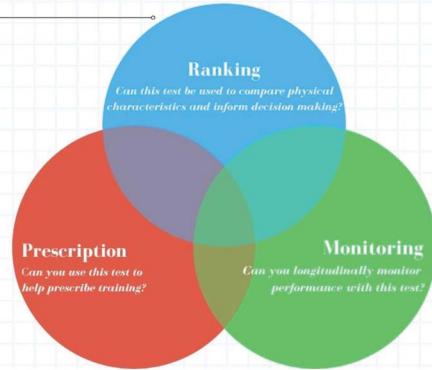 Ranking
Can this test be used to compare physical
characteristics and inform decision making?
Prescription
Can you use this test to
help prescribe training?
Monitoring
Can you longitudinally monitor
performance with this test?